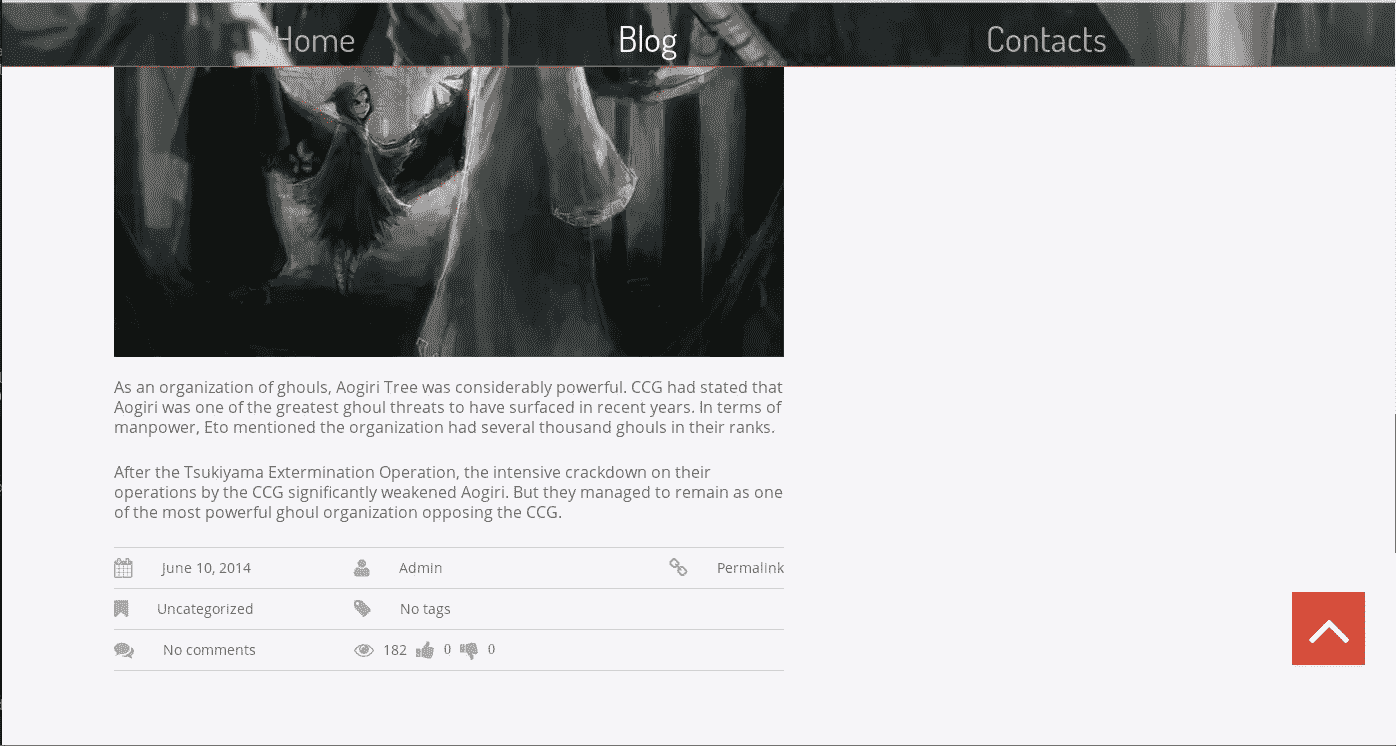 Home Blog Contacts
As an organization of ghouls, Aogiri Tree was considerably powerful. CCG had stated that
Aogiri was one of the greatest ghoul threats to have surfaced in recent years. In terms of
manpower, Eto mentioned the organization had several thousand ghouls in their ranks.
After the Tsukiyama Extermination Operation, the intensive crackdown on their
operations by the CCG significantly weakened Aogiri. But they managed to remain as one
of the most powerful ghoul organization opposing the CCG.
June 10, 2014 Admin Permalink
Uncategorized No tags
No comments 182 0 0